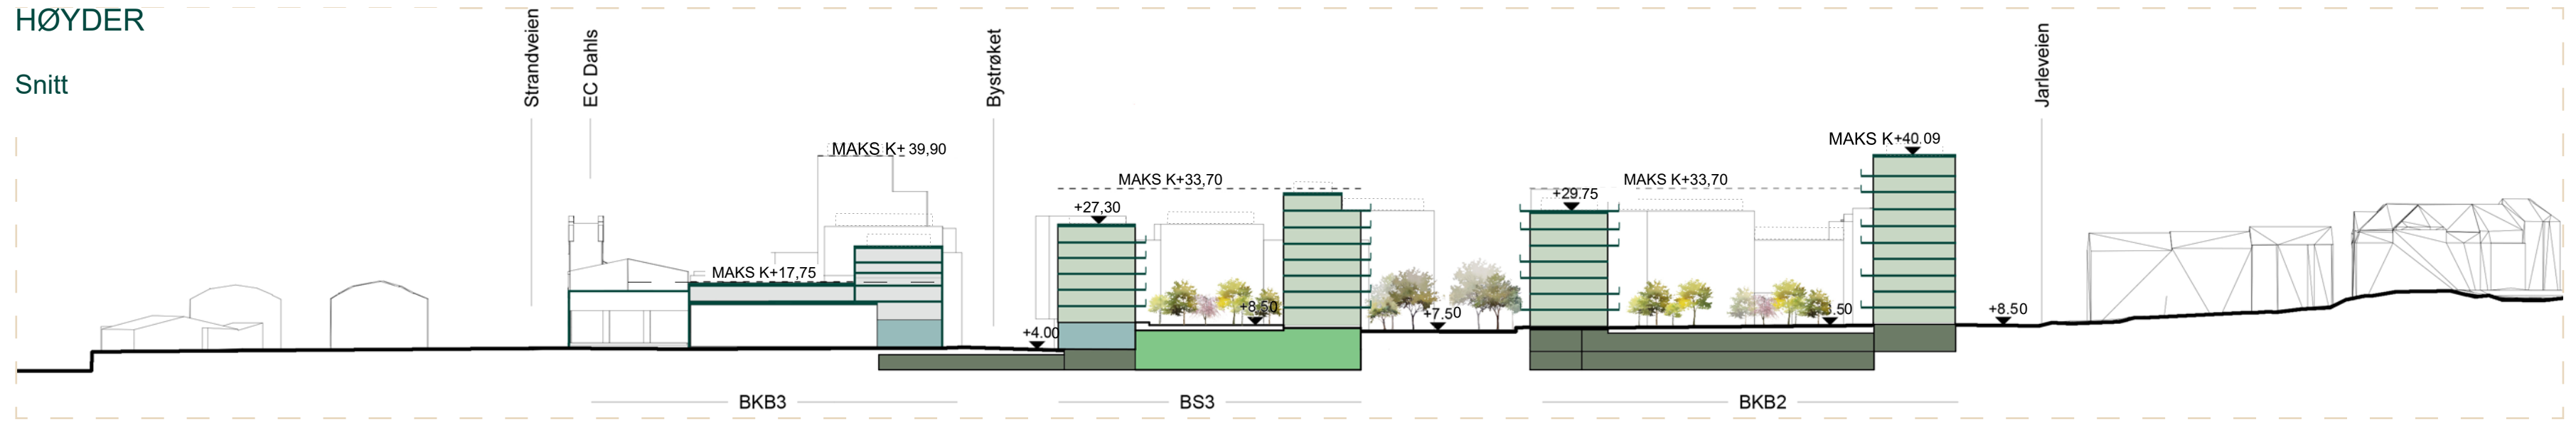 HØYDER
Snitt
Strandveien
EC Dahls
Bystrøket
Jarleveien
MAKS K+ 39,90
MAKS K+17,75
MAKS K+33,70
+27,30
+4.00
+8,50
+7.50
MAKS K+33,70
+29.75
MAKS K+40.09
+8.50
BKB3
BS3
BKB2